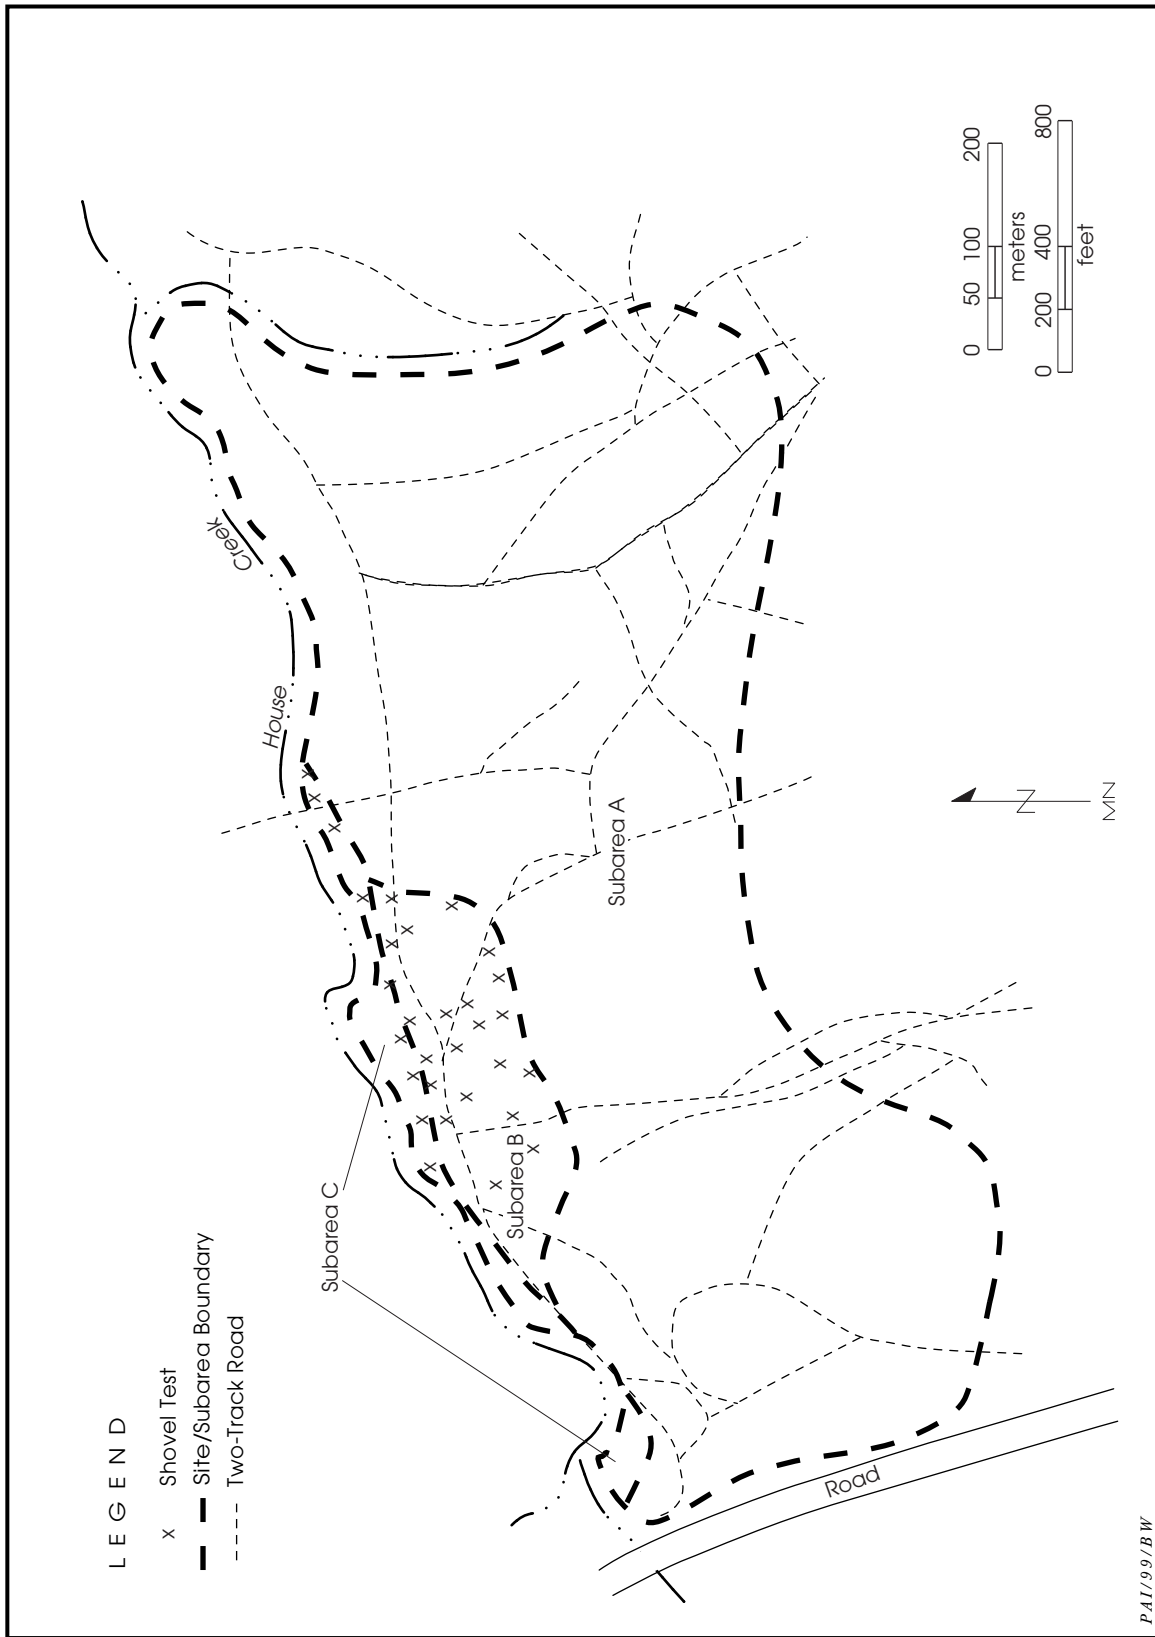 LEGEND
x Shovel Test
Site/Subarea Boundary
Two-Track Road
Subarea C
House
Creek
Subarea B
Subarea A
Road
N
MN
0 50 100 200
meters
0 200 400 800
feet
PAI/99/BW